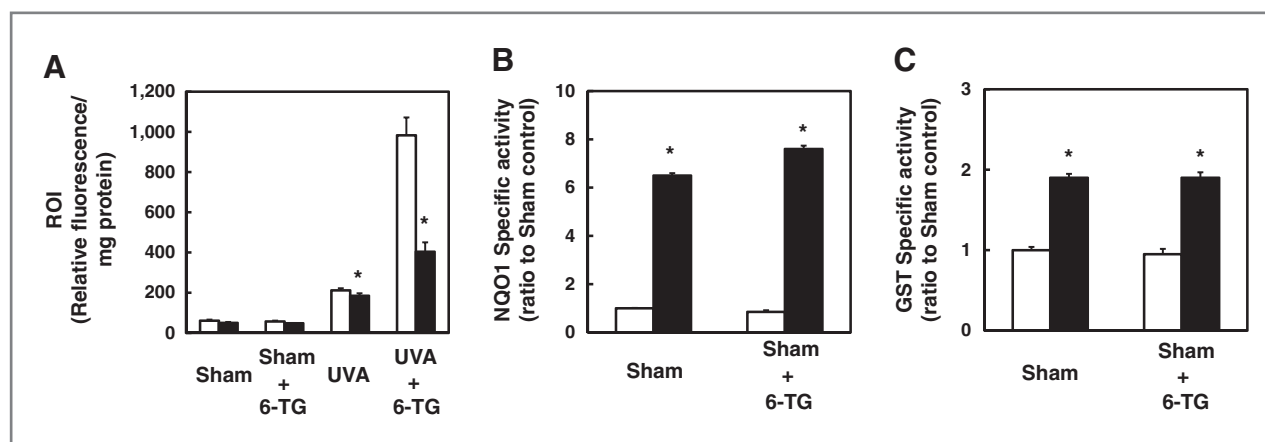 A
ROI
(Relative fluorescence/
mg protein)
1,200
1,000
800
600
400
200
0
*
*
Sham
Sham
+
6-TG
UVA
UVA
+
6-TG
B
NQO1 Specific activity
(ratio to Sham control)
10
8
6
4
2
0
*
*
Sham
Sham
+
6-TG
C
GST Specific activity
(ratio to Sham control)
3
2
1
0
*
*
Sham
Sham
+
6-TG